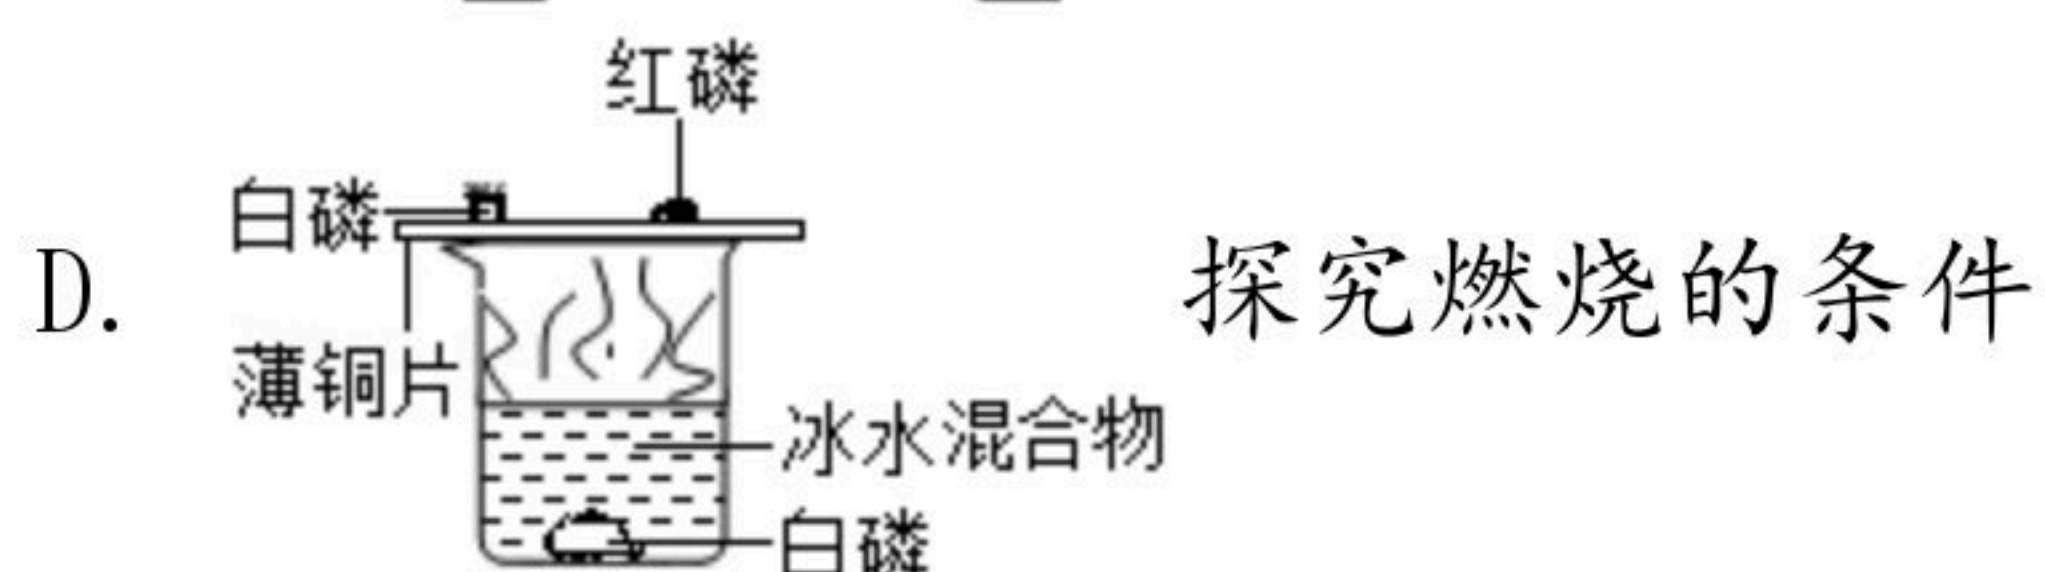 红磷
白磷
D.
探究燃烧的条件
薄铜片
冰水混合物
白磷